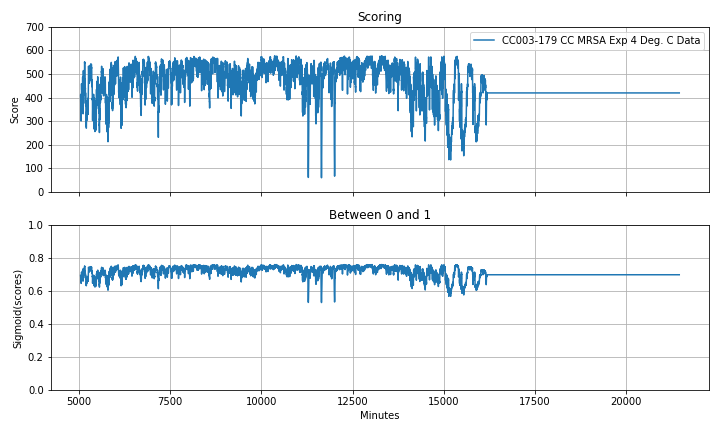 Scoring
CC003-179 CC MRSA Exp 4 Deg. C Data
700
600
500
400
300
200
100
0
Score
Between 0 and 1
1.0
0.8
0.6
0.4
0.2
0.0
Sigmoid(scores)
5000 7500 10000 12500 15000 17500 20000
Minutes